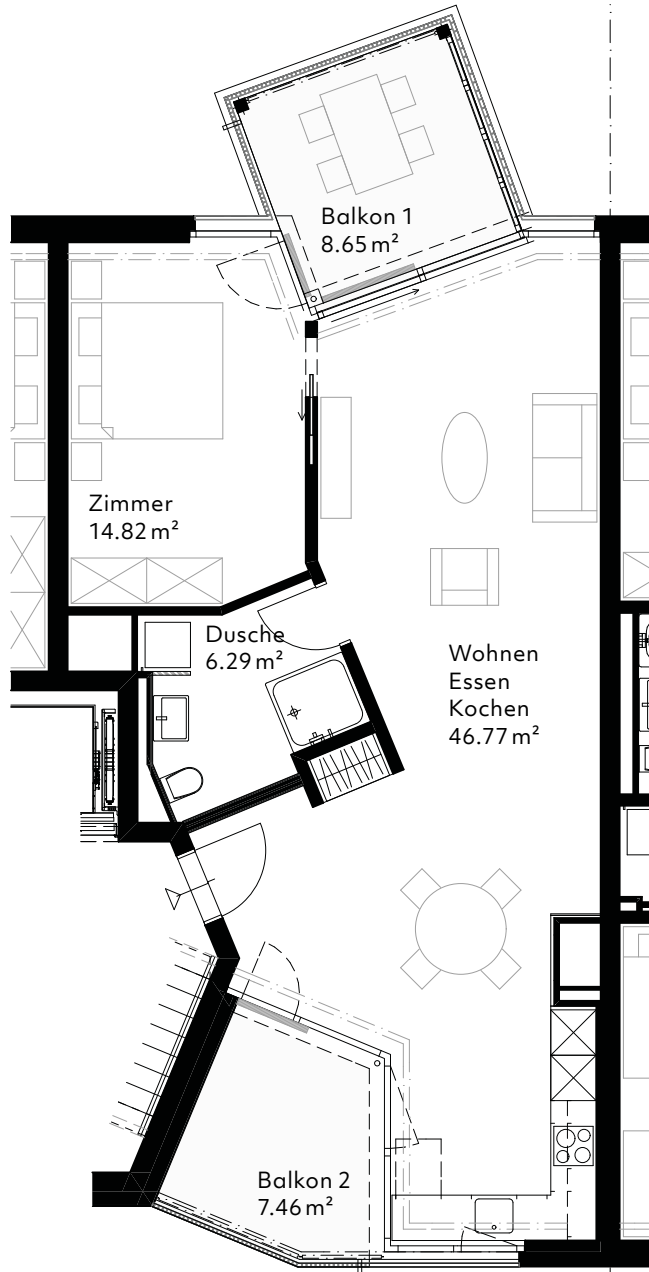 Balkon 1
8.65 m²
Zimmer
14.82 m²
Dusche
6.29 m²
Wohnen
Essen
Kochen
46.77 m²
Balkon 2
7.46 m²